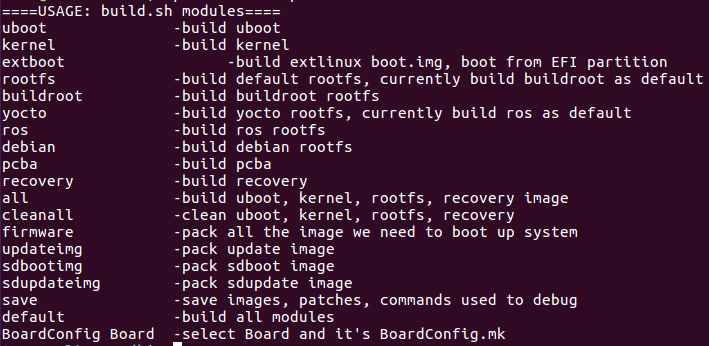 ====USAGE: build.sh modules====
uboot -build uboot
kernel -build kernel
extboot -build extlinux boot.img, boot from EFI partition
rootfs -build default rootfs, currently build buildroot as default
buildroot -build buildroot rootfs
yocto -build yocto rootfs, currently build ros as default
ros -build ros rootfs
debian -build debian rootfs
pcba -build pcba
recovery -build recovery
all -build uboot, kernel, rootfs, recovery image
cleanall -clean uboot, kernel, rootfs, recovery
firmware -pack all the image we need to boot up system
updateimg -pack update image
sdbootimg -pack sdboot image
sdupdateimg -pack sdupdate image
save -save images, patches, commands used to debug
default -build all modules
BoardConfig Board -select Board and it's BoardConfig.mk